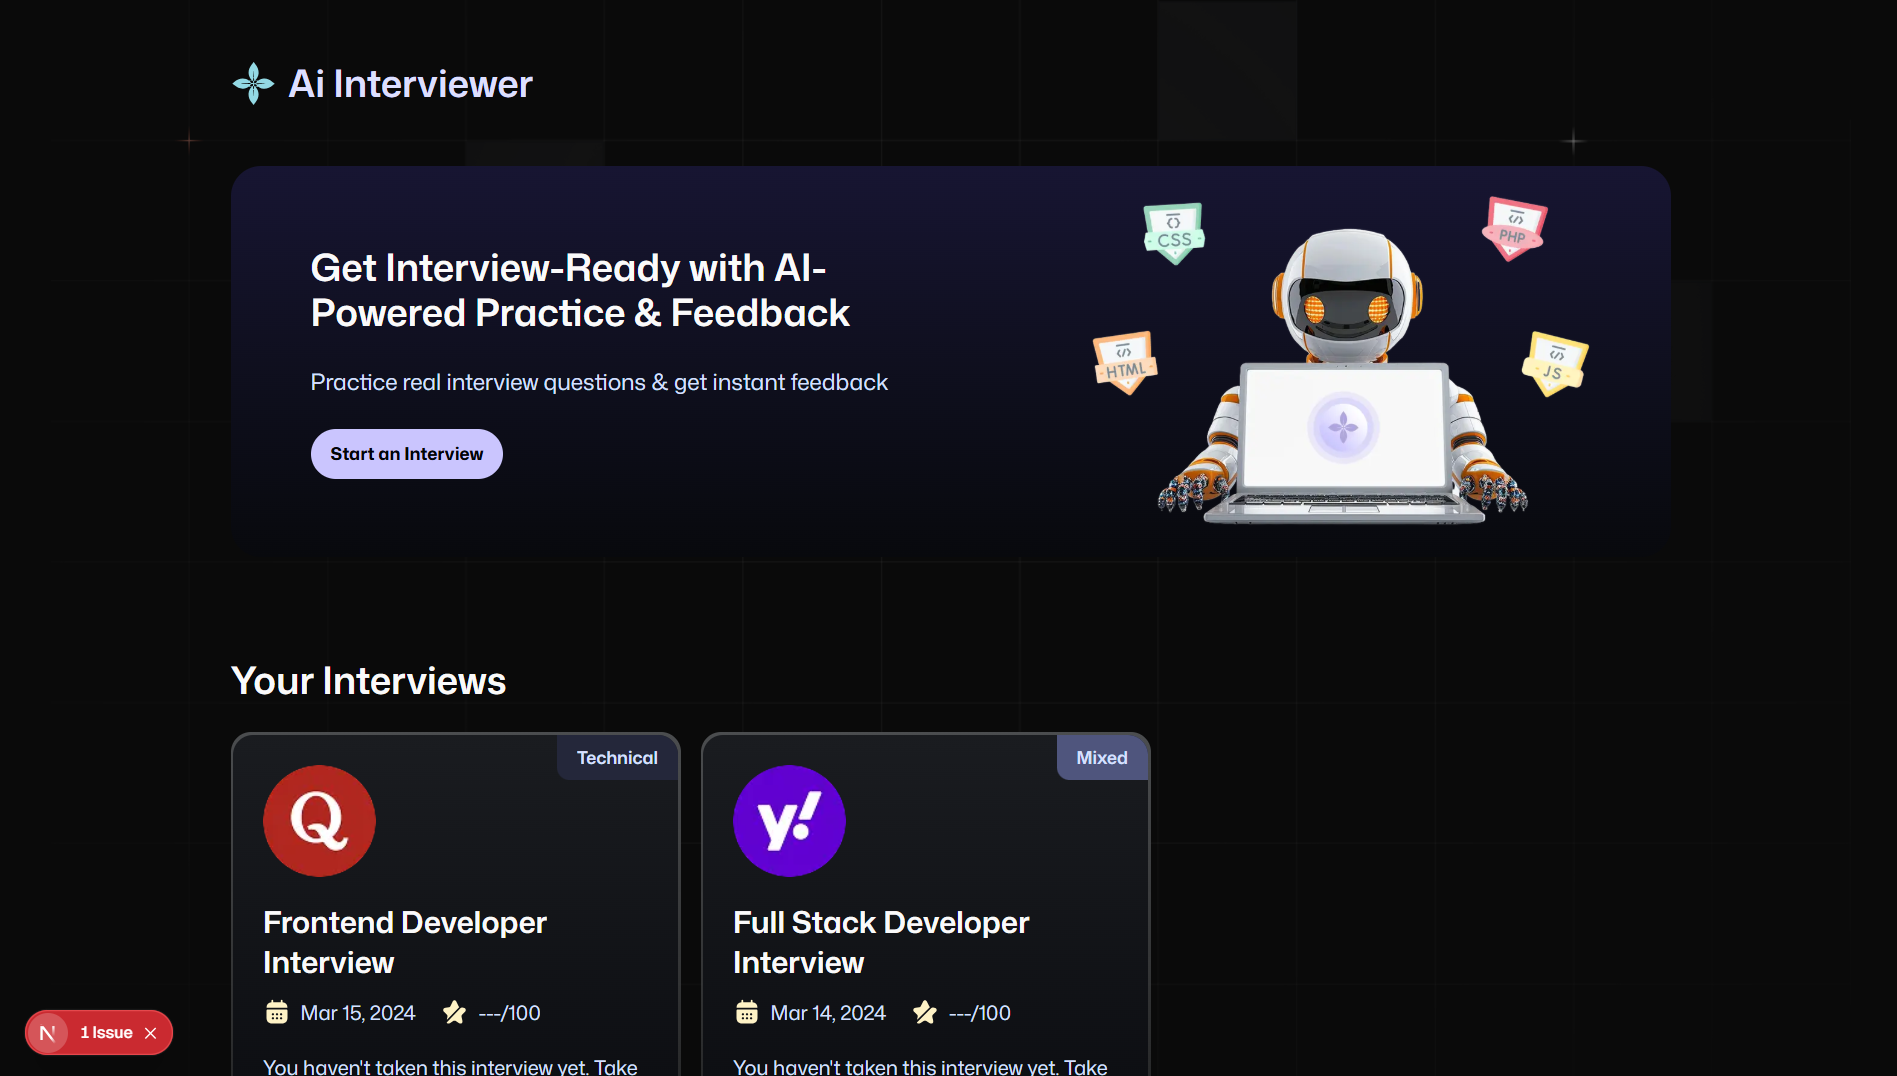 Ai Interviewer
Get Interview-Ready with AI-
Powered Practice & Feedback
Practice real interview questions & get instant feedback
Start an Interview
CSS
PHP
HTML
JS
Your Interviews
Technical
Q
Frontend Developer
Interview
Mar 15, 2024 ---/100
You haven't taken this interview yet. Take
Mixed
y!
Full Stack Developer
Interview
Mar 14, 2024 ---/100
You haven't taken this interview yet. Take
N 1 Issue